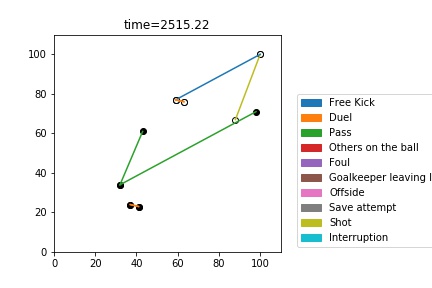 time=2515.22
100
80
60
40
20
0
0 20 40 60 80 100
Free Kick
Duel
Pass
Others on the ball
Foul
Goalkeeper leaving l
Offside
Save attempt
Shot
Interruption